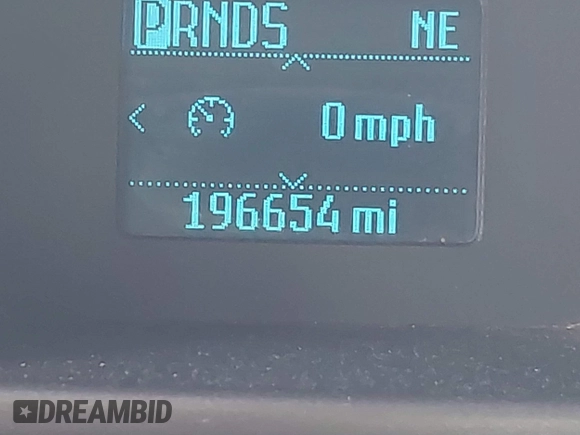 PRNDS NE
0 mph
196654 mi
DREAMBID